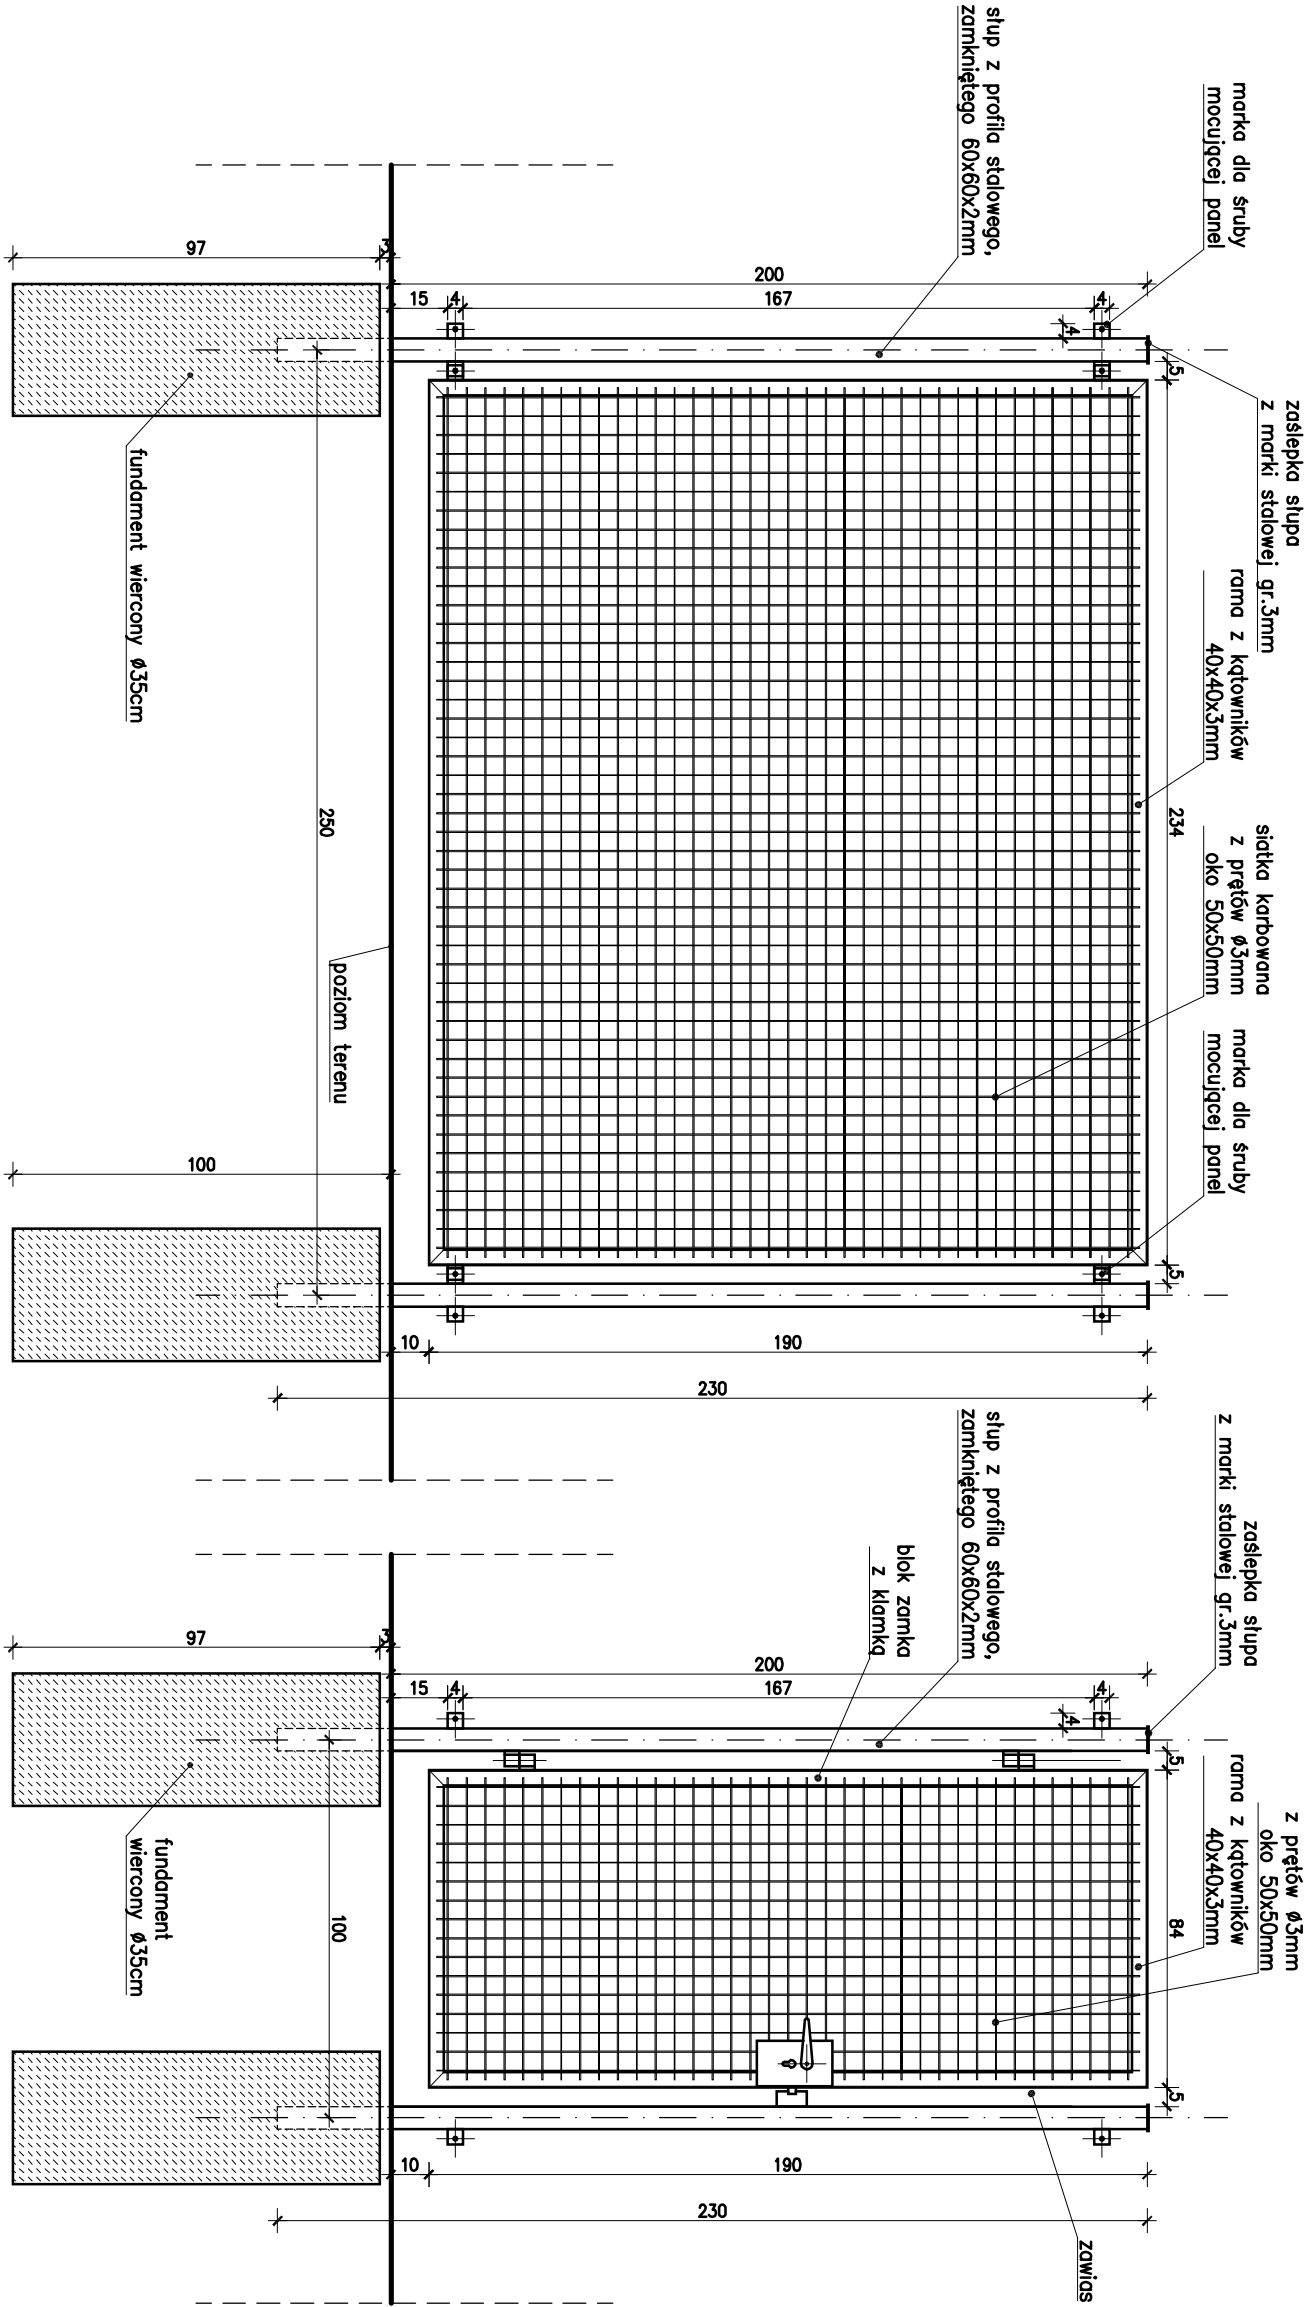 słup z profila stalowego,
zamkniętego 60x60x2mm
marka dla śruby
mocującej panel
zaślepka słupa
z marki stalowej gr.3mm
rama z kątowników
40x40x3mm
siatka karbowana
z prętów ø3mm
oko 50x50mm
marka dla śruby
mocującej panel
97
3
200
15
4
167
4
4
5
234
5
250
fundament wiercony ø35cm
poziom terenu
100
10
190
230
zaślepka słupa
z marki stalowej gr.3mm
słup z profila stalowego,
zamkniętego 60x60x2mm
blok zamka
z klamką
z prętów ø3mm
oko 50x50mm
rama z kątowników
40x40x3mm
97
3
200
15
4
167
4
4
5
84
5
100
fundament
wiercony ø35cm
10
190
230
zawias